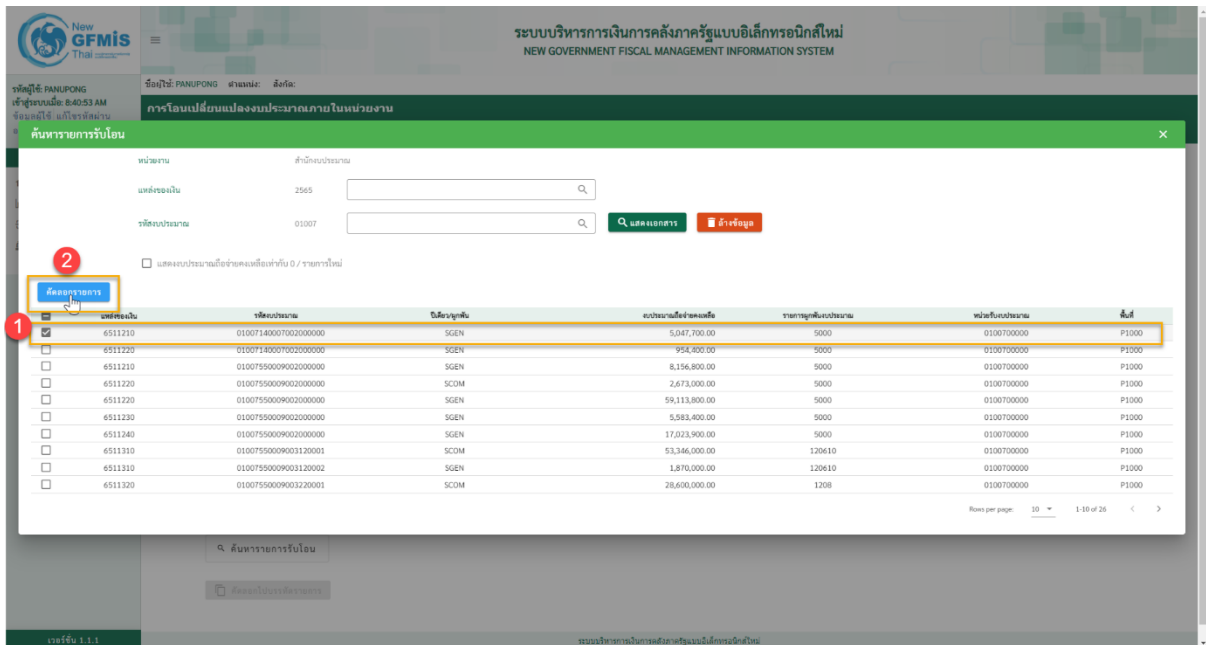 New
GFMiS
Thai
ระบบบริหารการเงินการคลังภาครัฐแบบอิเล็กทรอนิกส์ใหม่
NEW GOVERNMENT FISCAL MANAGEMENT INFORMATION SYSTEM
รหัสผู้ใช้: PANUPONG
เข้าสู่ระบบเมื่อ: 8:40:53 AM
ข้อมูลผู้ใช้ แก้ไขรหัสผ่าน
ชื่อผู้ใช้: PANUPONG ตำแหน่ง: สังกัด:
การโอนเปลี่ยนแปลงงบประมาณภายในหน่วยงาน
ค้นหารายการรับโอน ×
หน่วยงาน สำนักงบประมาณ
แหล่งของเงิน 2565
รหัสงบประมาณ 01007 แสดงเอกสาร ล้างข้อมูล
แสดงงบประมาณถือจ่ายคงเหลือเท่ากับ 0 / รายการใหม่
2
คัดลอกรายการ
1
แหล่งของเงิน รหัสงบประมาณ ปีเดียว/ผูกพัน งบประมาณถือจ่ายคงเหลือ รายการผูกพันงบประมาณ หน่วยรับงบประมาณ พื้นที่
6511210 01007140007002000000 SGEN 5,047,700.00 5000 0100700000 P1000
6511220 01007140007002000000 SGEN 954,400.00 5000 0100700000 P1000
6511210 01007550009002000000 SGEN 8,156,800.00 5000 0100700000 P1000
6511220 01007550009002000000 SCOM 2,673,000.00 5000 0100700000 P1000
6511220 01007550009002000000 SGEN 59,113,800.00 5000 0100700000 P1000
6511230 01007550009002000000 SGEN 5,583,400.00 5000 0100700000 P1000
6511240 01007550009002000000 SGEN 17,023,900.00 5000 0100700000 P1000
6511310 01007550009003120001 SCOM 53,346,000.00 120610 0100700000 P1000
6511310 01007550009003120002 SGEN 1,870,000.00 120610 0100700000 P1000
6511320 01007550009003220001 SCOM 28,600,000.00 1208 0100700000 P1000
Rows per page: 10 1-10 of 26
ค้นหารายการรับโอน
คัดลอกไปบรรทัดรายการ
เวอร์ชั่น 1.1.1
ระบบบริหารการเงินการคลังภาครัฐแบบอิเล็กทรอนิกส์ใหม่